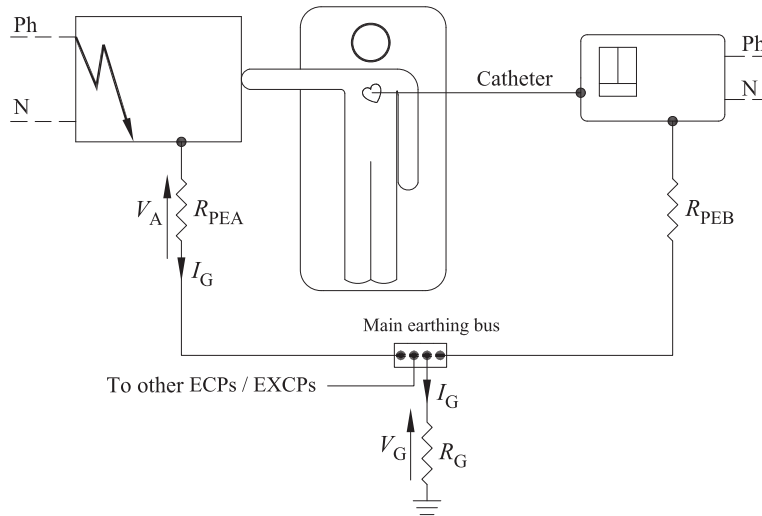 Ph
N
Catheter
Ph
N
V_A
R_PEA
R_PEB
I_G
Main earthing bus
To other ECPs / EXCPs
I_G
V_G
R_G